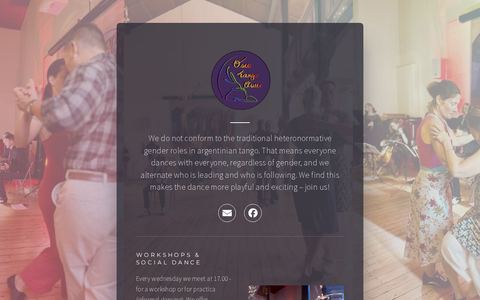 Tango
We do not conform to the traditional heteronormative
gender roles in argentinian tango. That means everyone
dances with everyone, regardless of gender, and we
alternate who is leading and who is following. We find this
makes the dance more playful and exciting – join us!
WORKSHOPS &
SOCIAL DANCE
Every wednesday we meet at 17.00 -
for a workshop or for practica